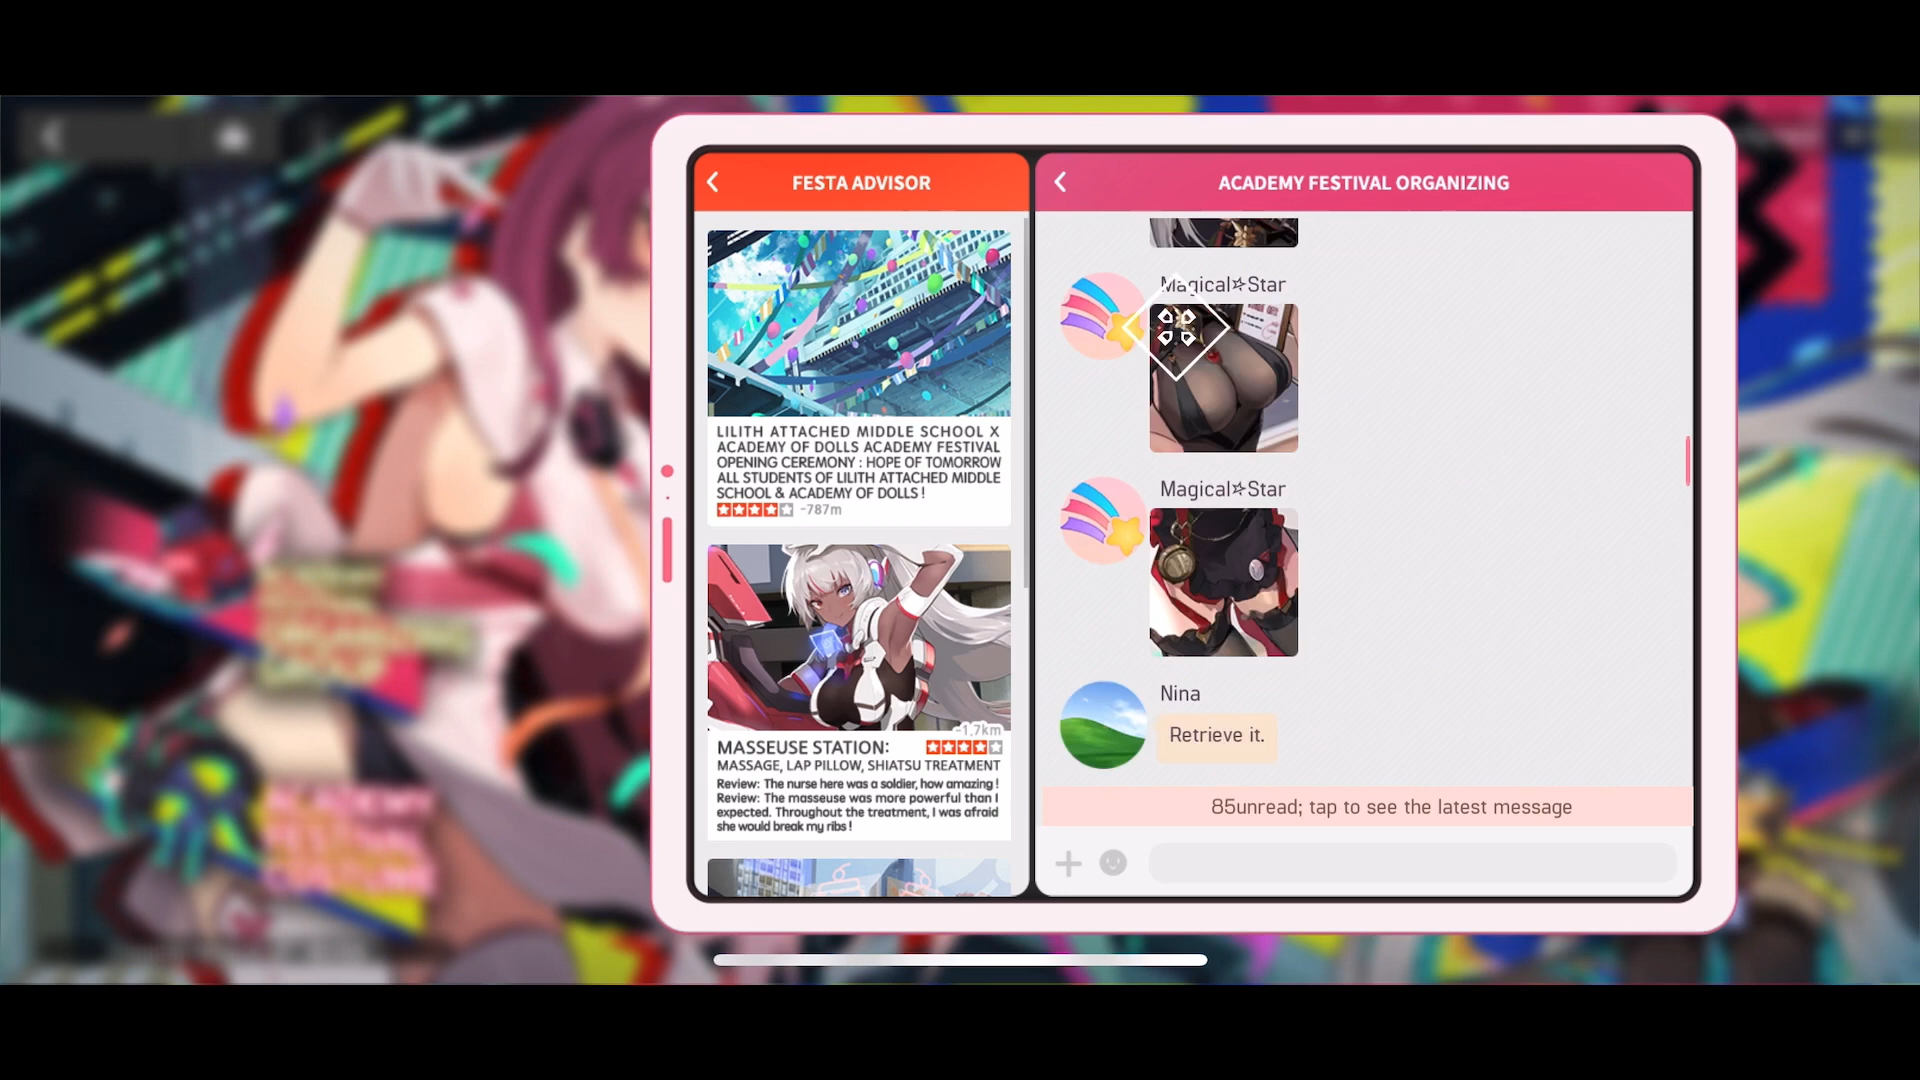 FESTA ADVISOR
LILITH ATTACHED MIDDLE SCHOOL X
ACADEMY OF DOLLS ACADEMY FESTIVAL
OPENING CEREMONY : HOPE OF TOMORROW
ALL STUDENTS OF LILITH ATTACHED MIDDLE
SCHOOL & ACADEMY OF DOLLS !
~787m
~1.7km
MASSEUSE STATION:
MASSAGE, LAP PILLOW, SHIATSU TREATMENT
Review: The nurse here was a soldier, how amazing !
Review: The masseuse was more powerful than I
expected. Throughout the treatment, I was afraid
she would break my ribs !
ACADEMY FESTIVAL ORGANIZING
Magical☆Star
Magical☆Star
Nina
Retrieve it.
85unread; tap to see the latest message
ACADEMY
FESTIVAL
COSTUME